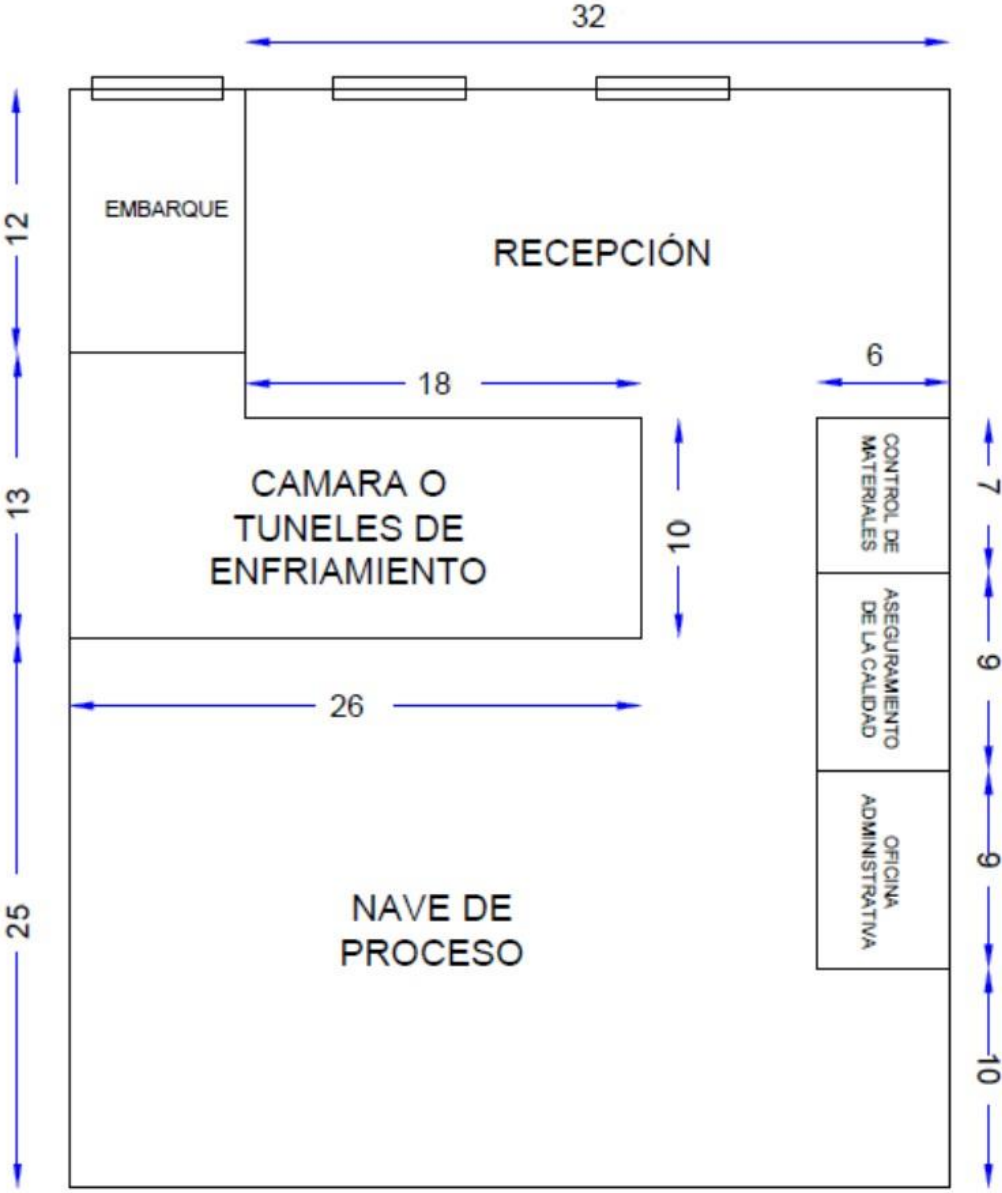 32
EMBARQUE
12
RECEPCIÓN
18
6
CAMARA O
TUNELES DE
ENFRIAMIENTO
13
10
CONTROL DE
MATERIALES
7
ASEGURAMIENTO
DE LA CALIDAD
9
26
OFICINA
ADMINISTRATIVA
9
NAVE DE
PROCESO
25
10